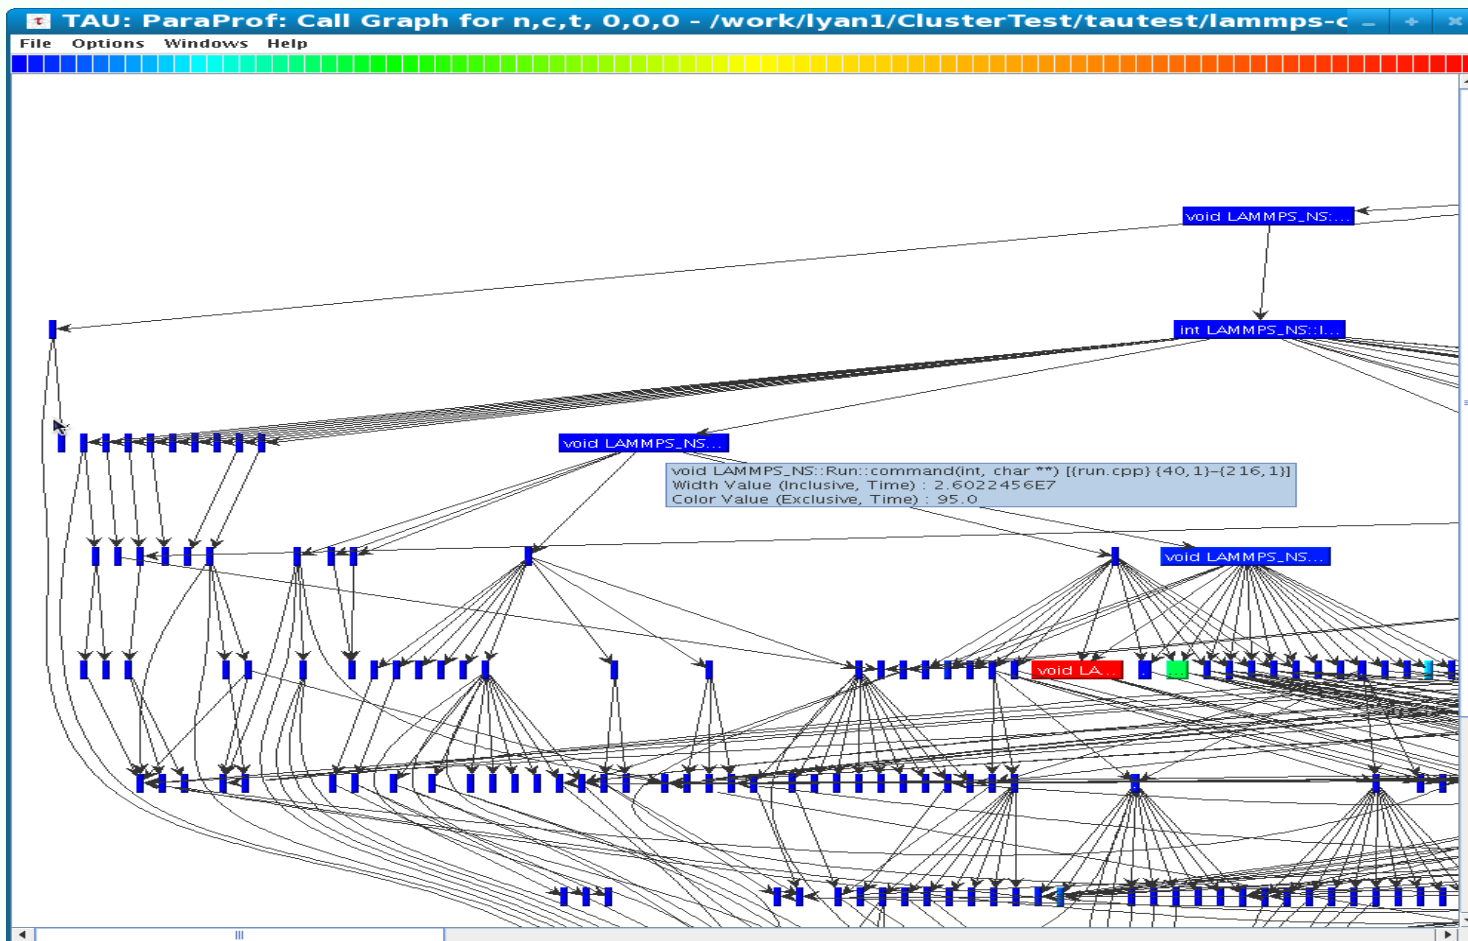 τ TAU: ParaProf: Call Graph for n,c,t, 0,0,0 - /work/lyan1/ClusterTest/tautest/lammps-c
File Options Windows Help
void LAMMPS_NS:...
int LAMMPS_NS::I...
void LAMMPS_NS...
void LAMMPS_NS::Run::command(int, char **) [{run.cpp} {40,1}-{216,1}]
Width Value (Inclusive, Time) : 2.6022456E7
Color Value (Exclusive, Time) : 95.0
void LAMMPS_NS...
void LA...
...